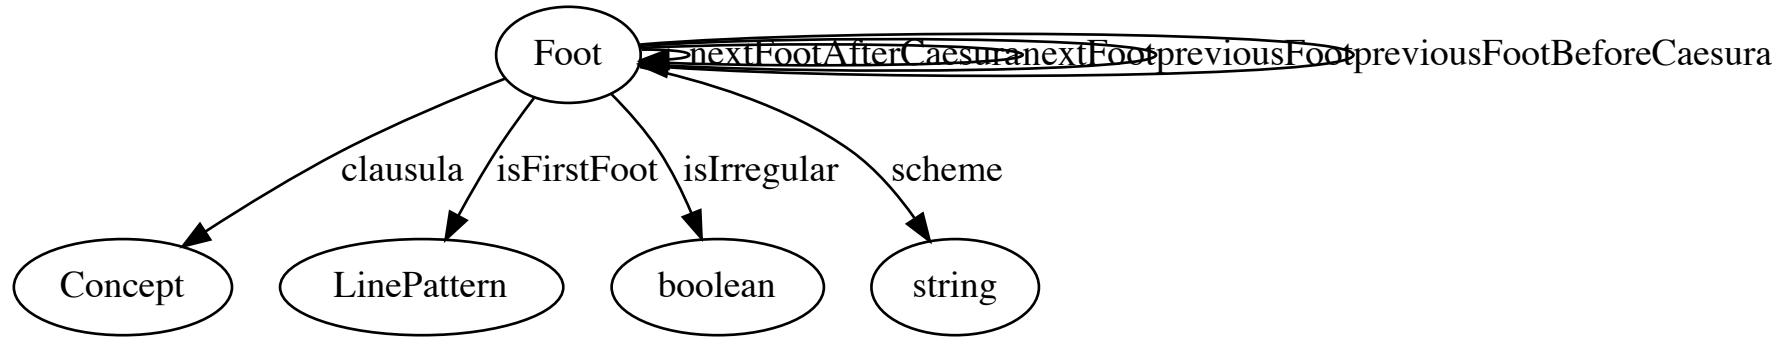 Foot
nextFootAfterCaesura
nextFoot
previousFoot
previousFootBeforeCaesura
clausula
isFirstFoot
isIrregular
scheme
Concept
LinePattern
boolean
string